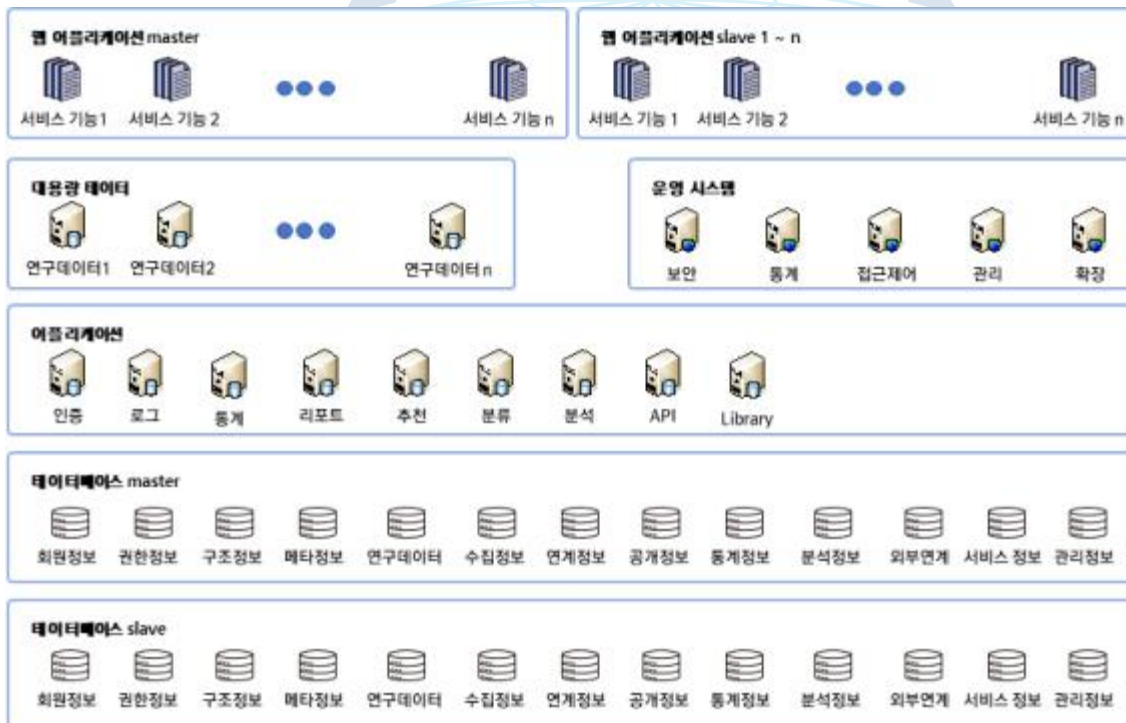 웹 어플리케이션 master
서비스 기능1 서비스 기능 2 서비스 기능 n
웹 어플리케이션 slave 1 ~ n
서비스 기능 1 서비스 기능 2 서비스 기능 n
대용량 데이터
연구데이터1 연구데이터2 연구데이터 n
운영 시스템
보안 통계 접근제어 관리 확장
어플리케이션
인증 로그 통계 리포트 추천 분류 분석 API Library
데이터베이스 master
회원정보 권한정보 구조정보 메타정보 연구데이터 수집정보 연계정보 공개정보 통계정보 분석정보 외부연계 서비스 정보 관리정보
데이터베이스 slave
회원정보 권한정보 구조정보 메타정보 연구데이터 수집정보 연계정보 공개정보 통계정보 분석정보 외부연계 서비스 정보 관리정보